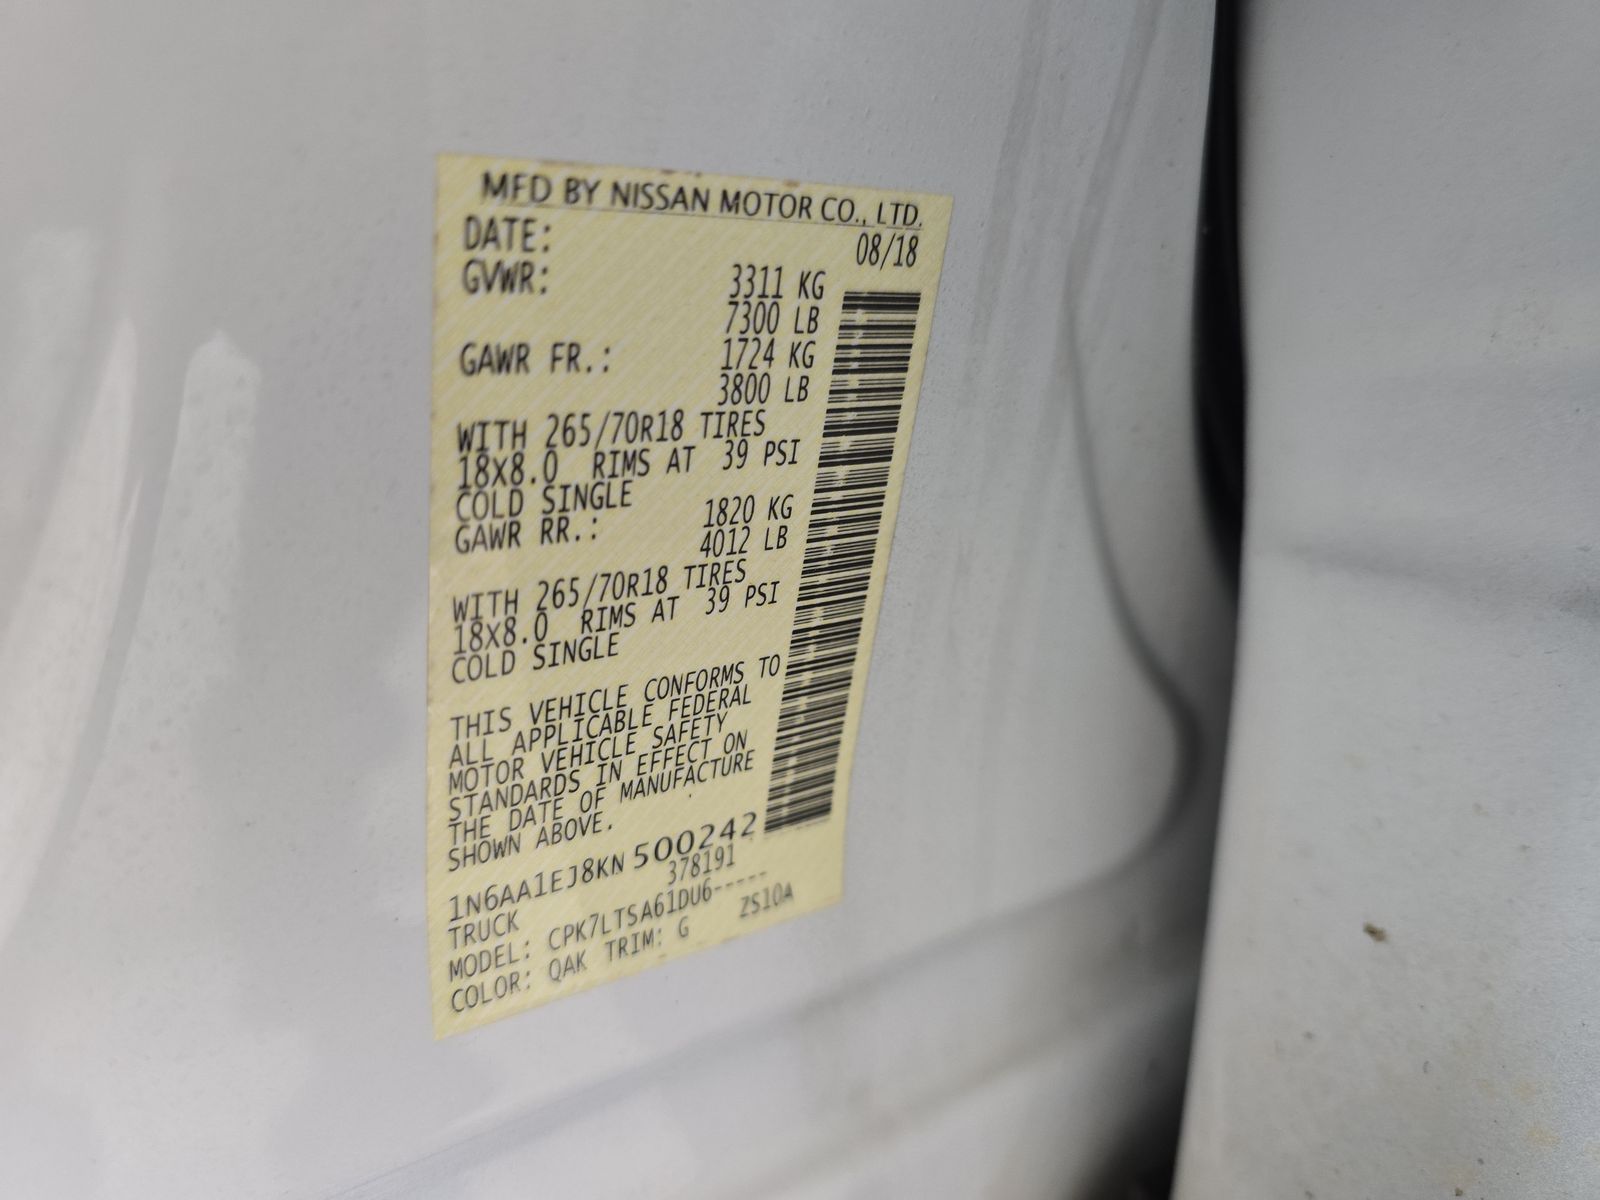 MFD BY NISSAN MOTOR CO., LTD.
DATE: 08/18
GVWR: 3311 KG
7300 LB
GAWR FR.: 1724 KG
3800 LB
WITH 265/70R18 TIRES
18X8.0 RIMS AT 39 PSI
COLD SINGLE
GAWR RR.: 1820 KG
4012 LB
WITH 265/70R18 TIRES
18X8.0 RIMS AT 39 PSI
COLD SINGLE
THIS VEHICLE CONFORMS TO
ALL APPLICABLE FEDERAL
MOTOR VEHICLE SAFETY
STANDARDS IN EFFECT ON
THE DATE OF MANUFACTURE
SHOWN ABOVE.
1N6AA1EJ8KN500242
TRUCK 378191
MODEL: CPK7LTSA61DU6-----
COLOR: QAK TRIM: G ZS10A